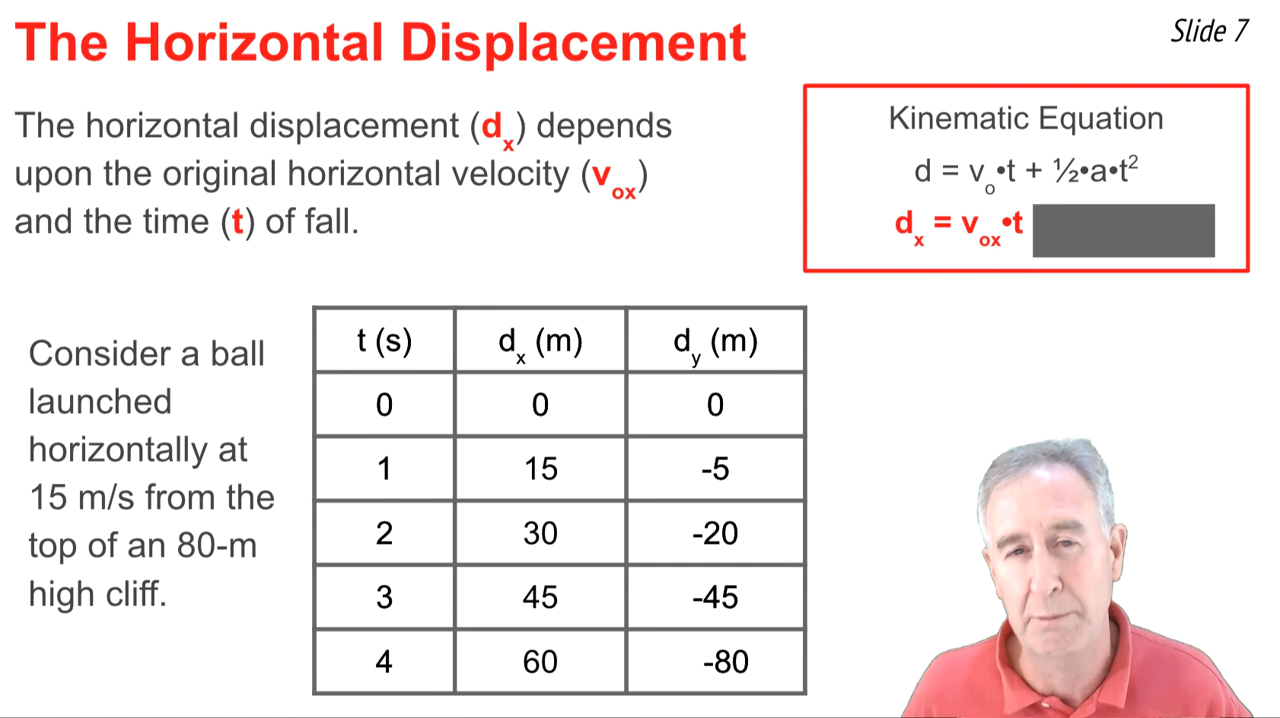 The Horizontal Displacement
Slide 7
The horizontal displacement (dx) depends
upon the original horizontal velocity (vox)
and the time (t) of fall.
Kinematic Equation
d = vo•t + ½•a•t²
dx = vox•t
Consider a ball
launched
horizontally at
15 m/s from the
top of an 80-m
high cliff.
t (s) dx (m) dy (m)
0 0 0
1 15 -5
2 30 -20
3 45 -45
4 60 -80